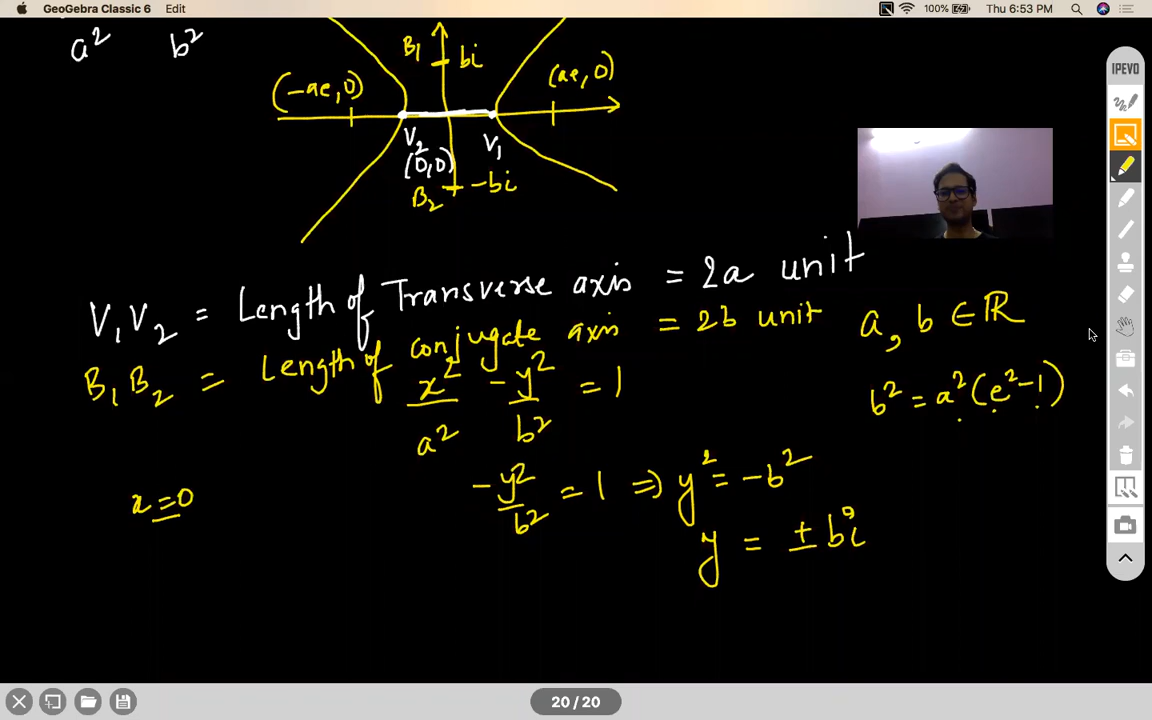 GeoGebra Classic 6 Edit 100% Thu 6:53 PM
a² b²
B₁ bi
(-ae,0) (ae,0)
IPEVO
V₂ V₁
(0,0)
B₂ -bi
V₁V₂ = Length of Transverse axis = 2a unit
B₁B₂ = Length of conjugate axis = 2b unit a, b ∈ ℝ
x²/a² - y²/b² = 1 b² = a²(e²-1)
x=0 -y²/b² = 1 ⇒ y² = -b²
y = ± bi
20/20